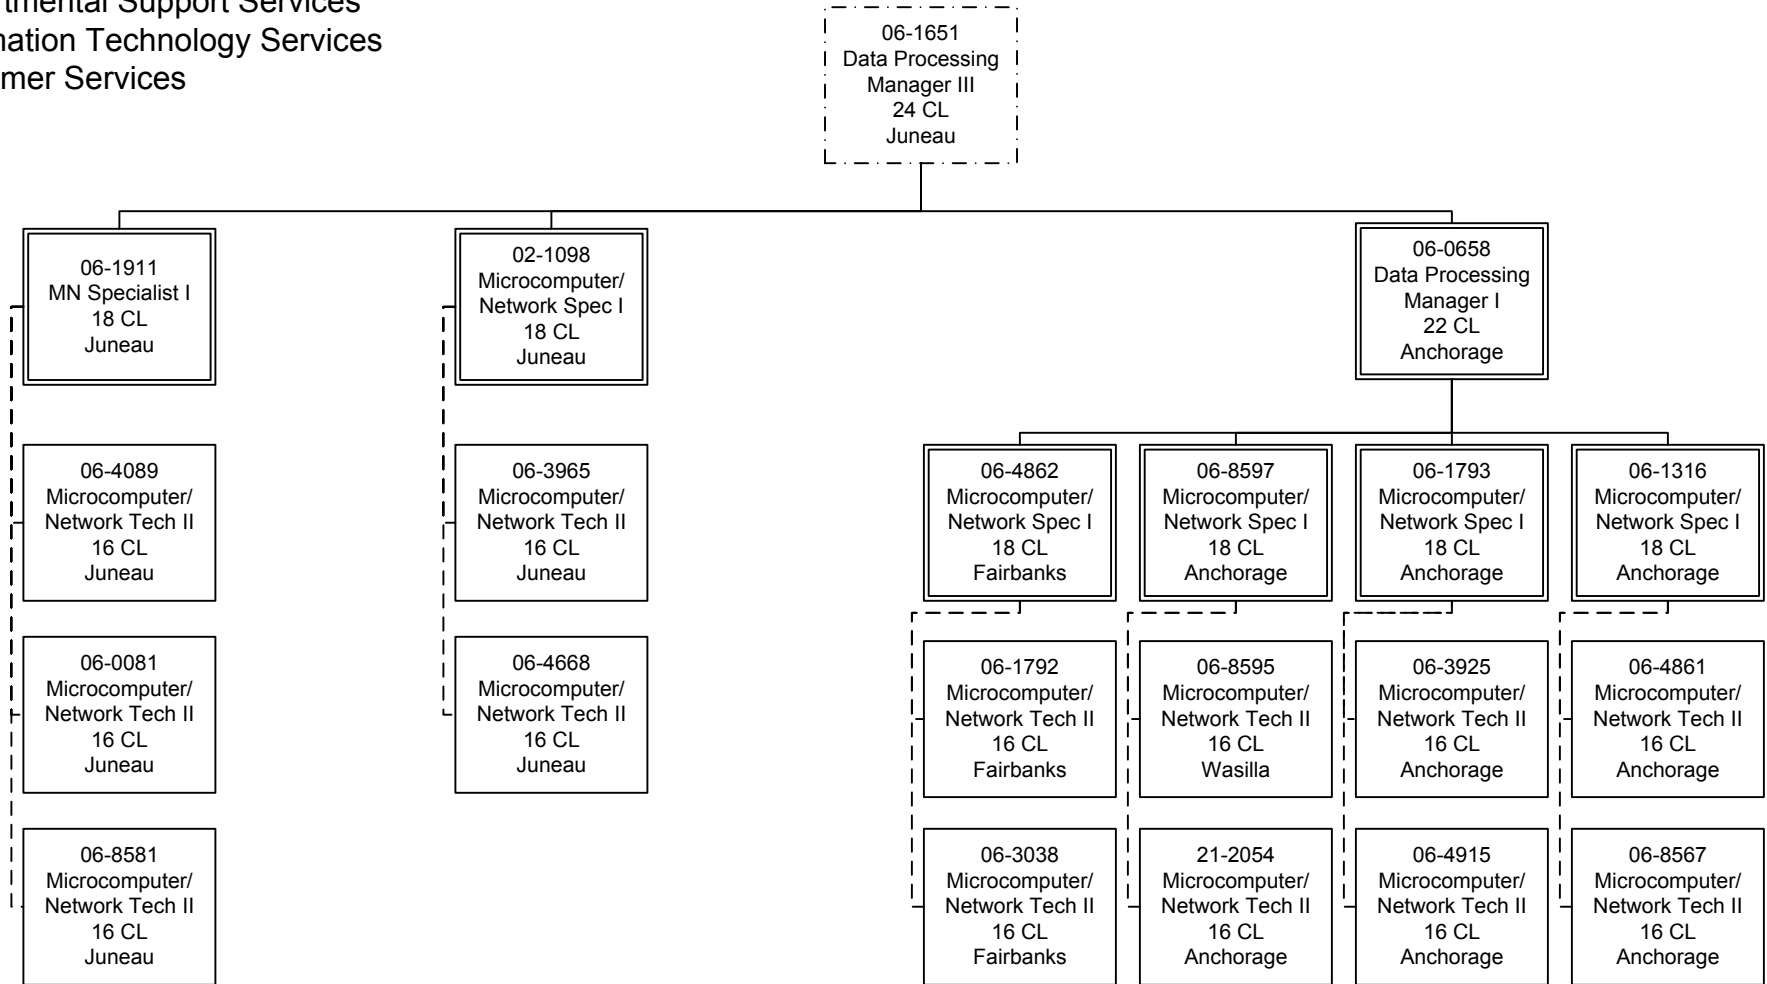 rtmental Support Services
nation Technology Services
mer Services
06-1651
Data Processing
Manager III
24 CL
Juneau
06-1911
MN Specialist I
18 CL
Juneau
02-1098
Microcomputer/
Network Spec I
18 CL
Juneau
06-0658
Data Processing
Manager I
22 CL
Anchorage
06-4089
Microcomputer/
Network Tech II
16 CL
Juneau
06-3965
Microcomputer/
Network Tech II
16 CL
Juneau
06-4862
Microcomputer/
Network Spec I
18 CL
Fairbanks
06-8597
Microcomputer/
Network Spec I
18 CL
Anchorage
06-1793
Microcomputer/
Network Spec I
18 CL
Anchorage
06-1316
Microcomputer/
Network Spec I
18 CL
Anchorage
06-0081
Microcomputer/
Network Tech II
16 CL
Juneau
06-4668
Microcomputer/
Network Tech II
16 CL
Juneau
06-1792
Microcomputer/
Network Tech II
16 CL
Fairbanks
06-8595
Microcomputer/
Network Tech II
16 CL
Wasilla
06-3925
Microcomputer/
Network Tech II
16 CL
Anchorage
06-4861
Microcomputer/
Network Tech II
16 CL
Anchorage
06-8581
Microcomputer/
Network Tech II
16 CL
Juneau
06-3038
Microcomputer/
Network Tech II
16 CL
Fairbanks
21-2054
Microcomputer/
Network Tech II
16 CL
Anchorage
06-4915
Microcomputer/
Network Tech II
16 CL
Anchorage
06-8567
Microcomputer/
Network Tech II
16 CL
Anchorage